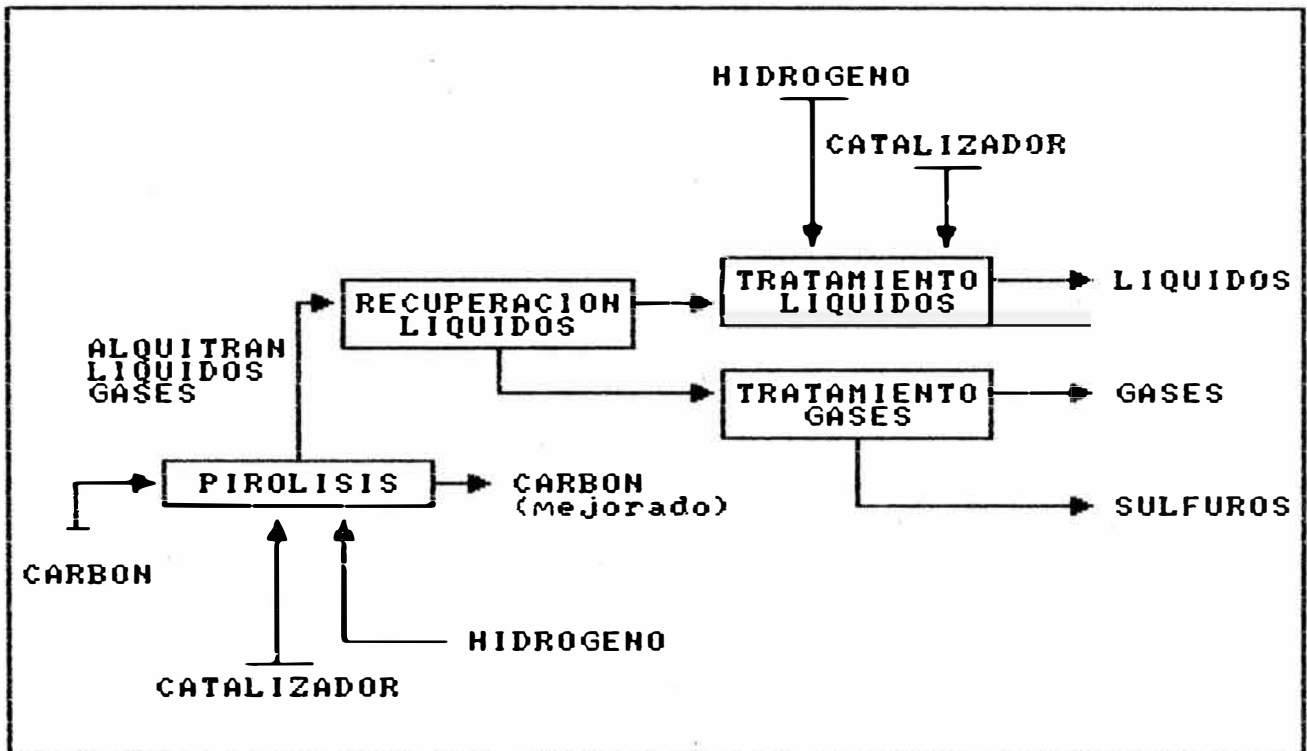 HIDROGENO
CATALIZADOR
TRATAMIENTO
LIQUIDOS
LIQUIDOS
RECUPERACION
LIQUIDOS
ALQUITRAN
LIQUIDOS
GASES
TRATAMIENTO
GASES
GASES
PIROLISIS
CARBON
(mejorado)
SULFUROS
CARBON
HIDROGENO
CATALIZADOR